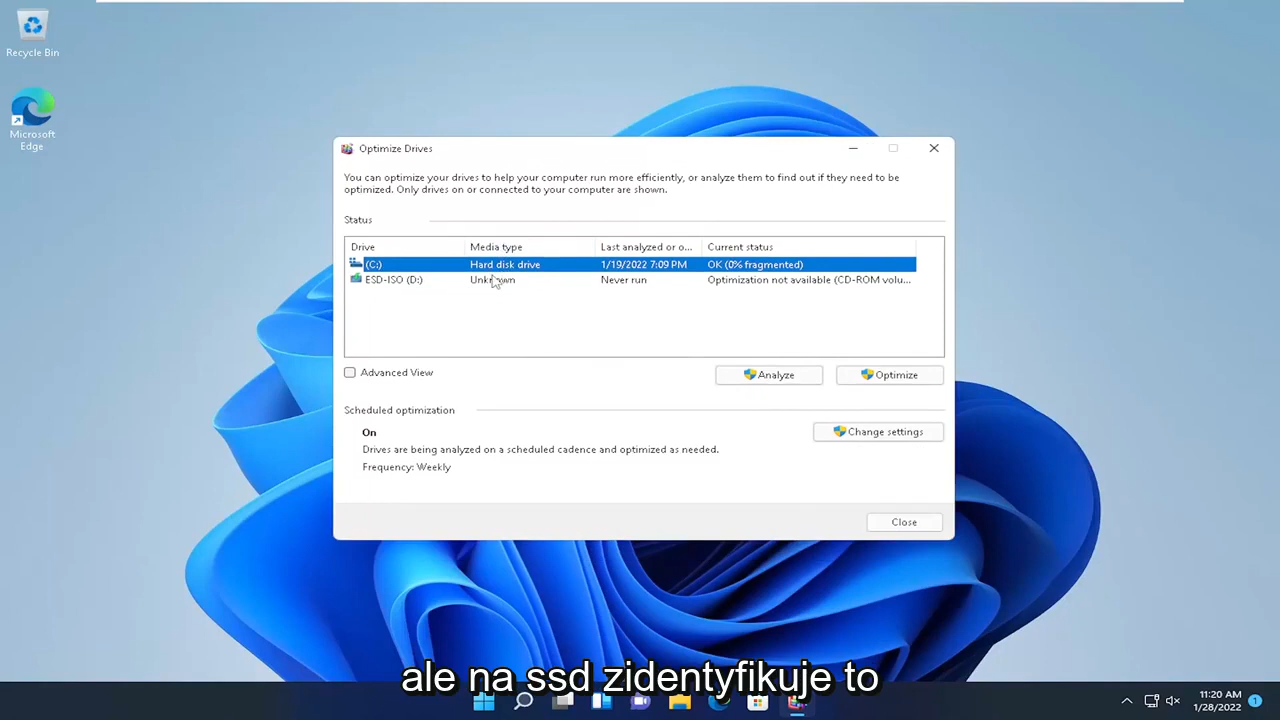 Recycle Bin
Microsoft
Edge
Optimize Drives
You can optimize your drives to help your computer run more efficiently, or analyze them to find out if they need to be
optimized. Only drives on or connected to your computer are shown.
Status
Drive Media type Last analyzed or o... Current status
(C:) Hard disk drive 1/19/2022 7:09 PM OK (0% fragmented)
ESD-ISO (D:) Unknown Never run Optimization not available (CD-ROM volu...
Advanced View
Analyze
Optimize
Scheduled optimization
On
Change settings
Drives are being analyzed on a scheduled cadence and optimized as needed.
Frequency: Weekly
Close
ale na ssd zidentyfikuje to
11:20 AM
1/28/2022
1